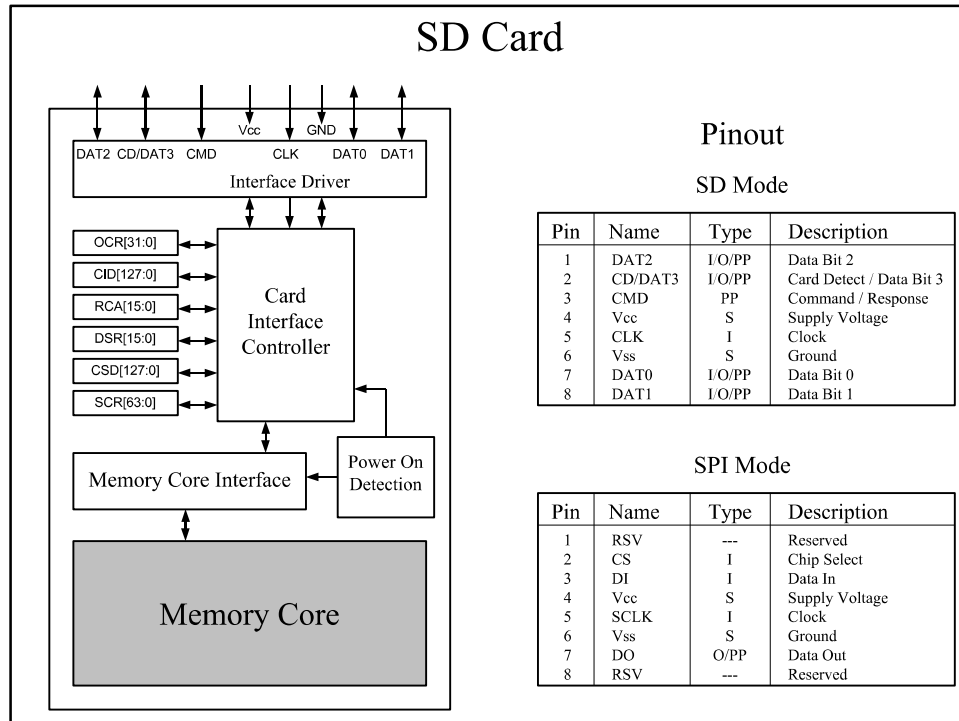 SD Card
Vcc GND
DAT2 CD/DAT3 CMD CLK DAT0 DAT1
Interface Driver
OCR[31:0]
CID[127:0]
RCA[15:0]
DSR[15:0]
CSD[127:0]
SCR[63:0]
Card
Interface
Controller
Memory Core Interface
Power On
Detection
Memory Core
Pinout
SD Mode
Pin Name Type Description
1 DAT2 I/O/PP Data Bit 2
2 CD/DAT3 I/O/PP Card Detect / Data Bit 3
3 CMD PP Command / Response
4 Vcc S Supply Voltage
5 CLK I Clock
6 Vss S Ground
7 DAT0 I/O/PP Data Bit 0
8 DAT1 I/O/PP Data Bit 1
SPI Mode
Pin Name Type Description
1 RSV --- Reserved
2 CS I Chip Select
3 DI I Data In
4 Vcc S Supply Voltage
5 SCLK I Clock
6 Vss S Ground
7 DO O/PP Data Out
8 RSV --- Reserved